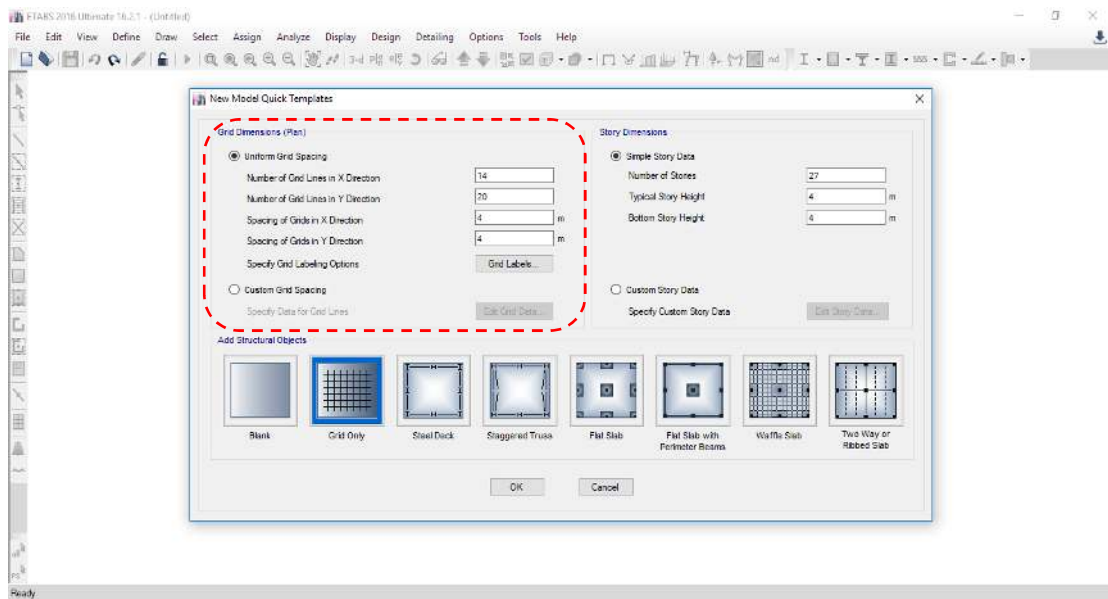 ETABS 2016 Ultimate 16.2.1 - (Untitled)
File Edit View Define Draw Select Assign Analyze Display Design Detailing Options Tools Help
3-d
nd
New Model Quick Templates
Grid Dimensions (Plan)
Uniform Grid Spacing
Number of Grid Lines in X Direction 14
Number of Grid Lines in Y Direction 20
Spacing of Grids in X Direction 4 m
Spacing of Grids in Y Direction 4 m
Specify Grid Labeling Options Grid Labels...
Custom Grid Spacing
Specify Data for Grid Lines Edit Grid Data...
Story Dimensions
Simple Story Data
Number of Stories 27
Typical Story Height 4 m
Bottom Story Height 4 m
Custom Story Data
Specify Custom Story Data Edit Story Data...
Add Structural Objects
Blank
Grid Only
Steel Deck
Staggered Truss
Flat Slab
Flat Slab with
Perimeter Beams
Waffle Slab
Two Way or
Ribbed Slab
OK Cancel
Ready